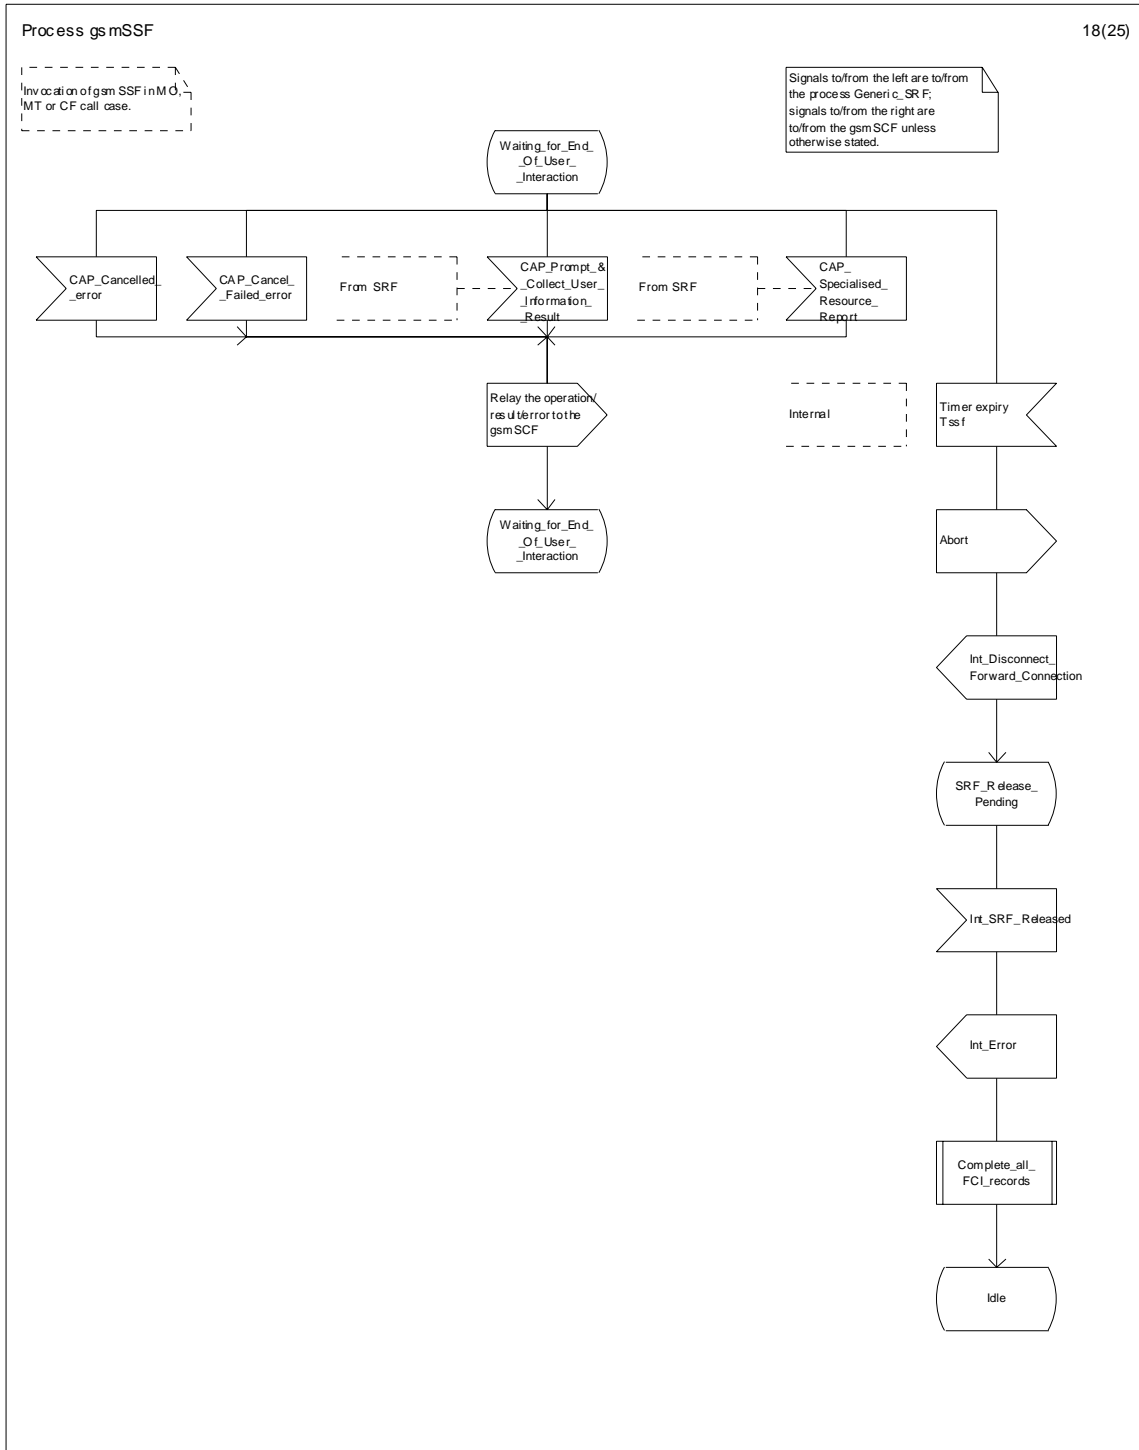 Process gsmSSF
18(25)
Invocation of gsmSSF in MO,
MT or CF call case.
Signals to/from the left are to/from
the process Generic_SRF;
signals to/from the right are
to/from the gsmSCF unless
otherwise stated.
Waiting_for_End_
_Of_User_
_Interaction
CAP_Cancelled_
_error
CAP_Cancel_
_Failed_error
From SRF
CAP_Prompt_&
_Collect_User_
_Information_
_Result
From SRF
CAP_
Specialised_
Resource_
Report
Relay the operation/
result/error to the
gsmSCF
Internal
Timer expiry
Tssf
Waiting_for_End_
_Of_User_
_Interaction
Abort
Int_Disconnect_
Forward_Connection
SRF_Release_
Pending
Int_SRF_Released
Int_Error
Complete_all_
FCI_records
Idle